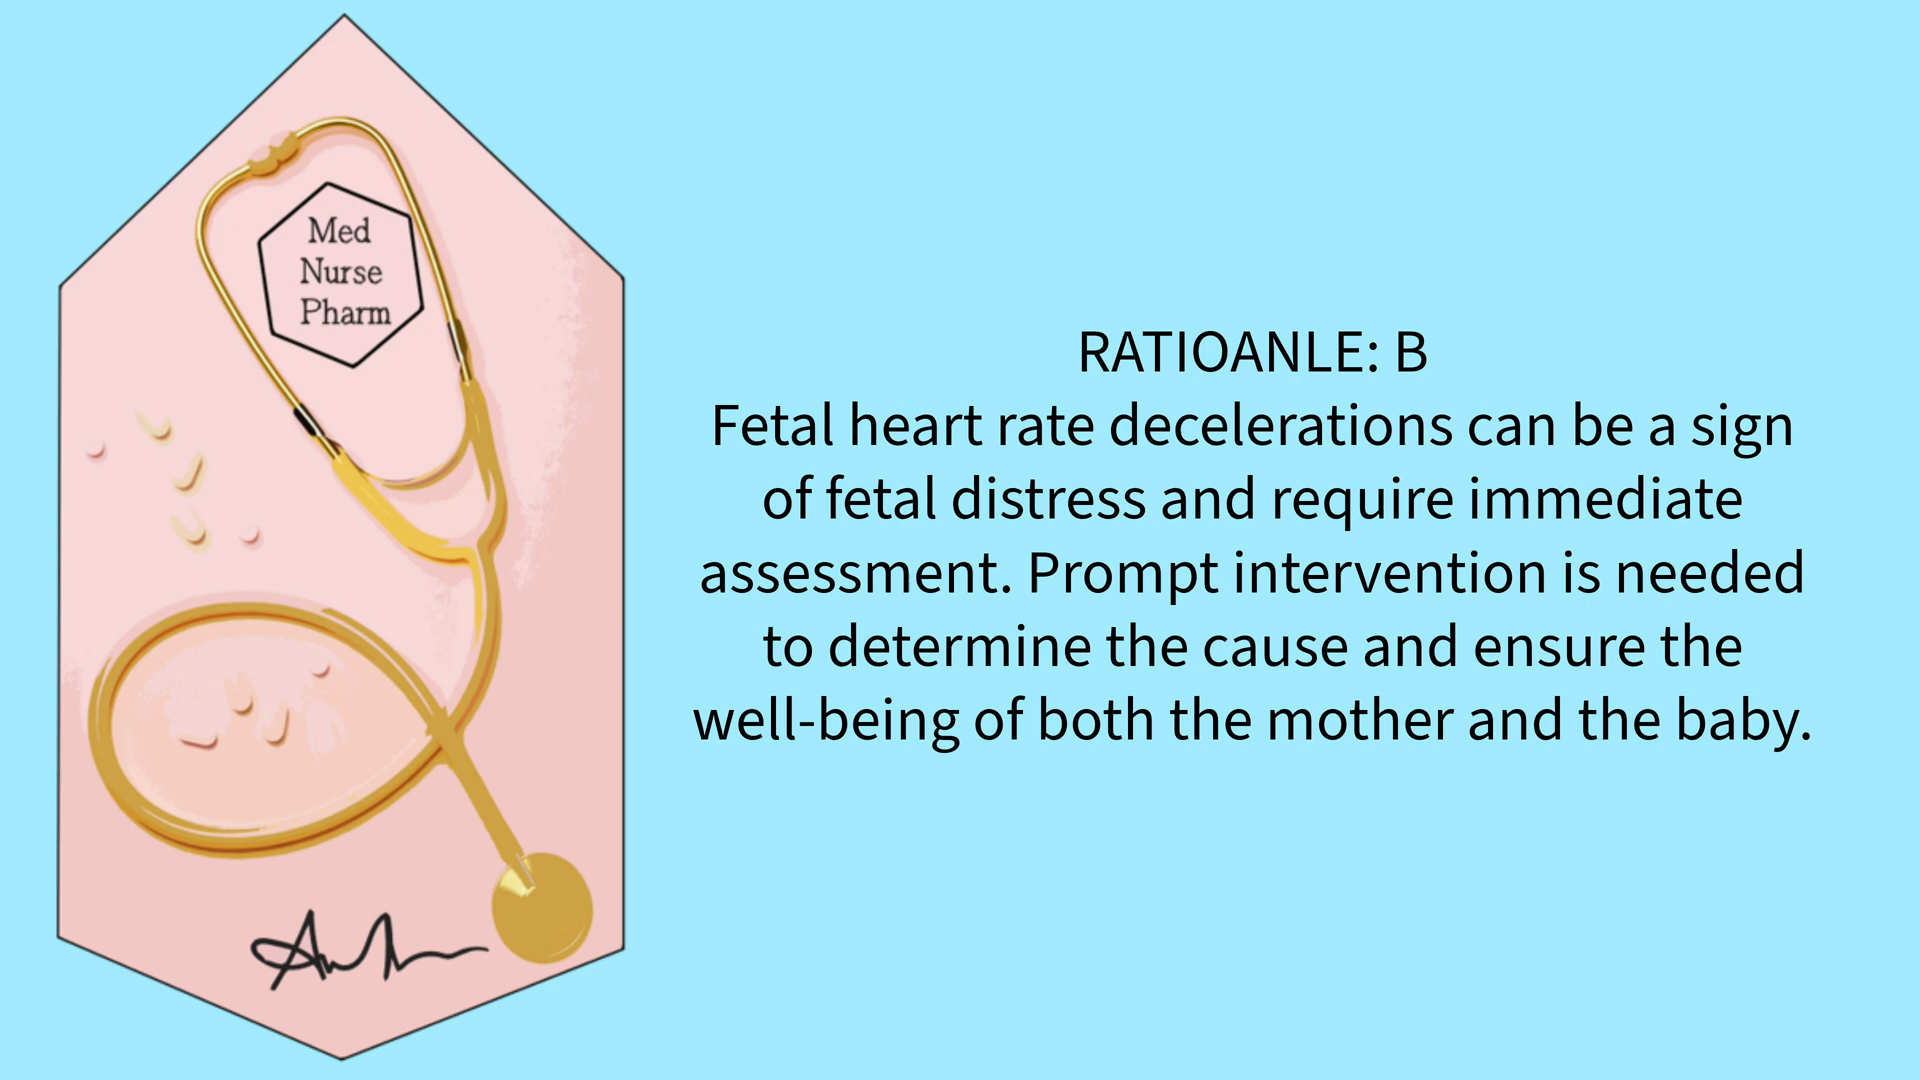 Med
Nurse
Pharm
RATIOANLE: B
Fetal heart rate decelerations can be a sign
of fetal distress and require immediate
assessment. Prompt intervention is needed
to determine the cause and ensure the
well-being of both the mother and the baby.